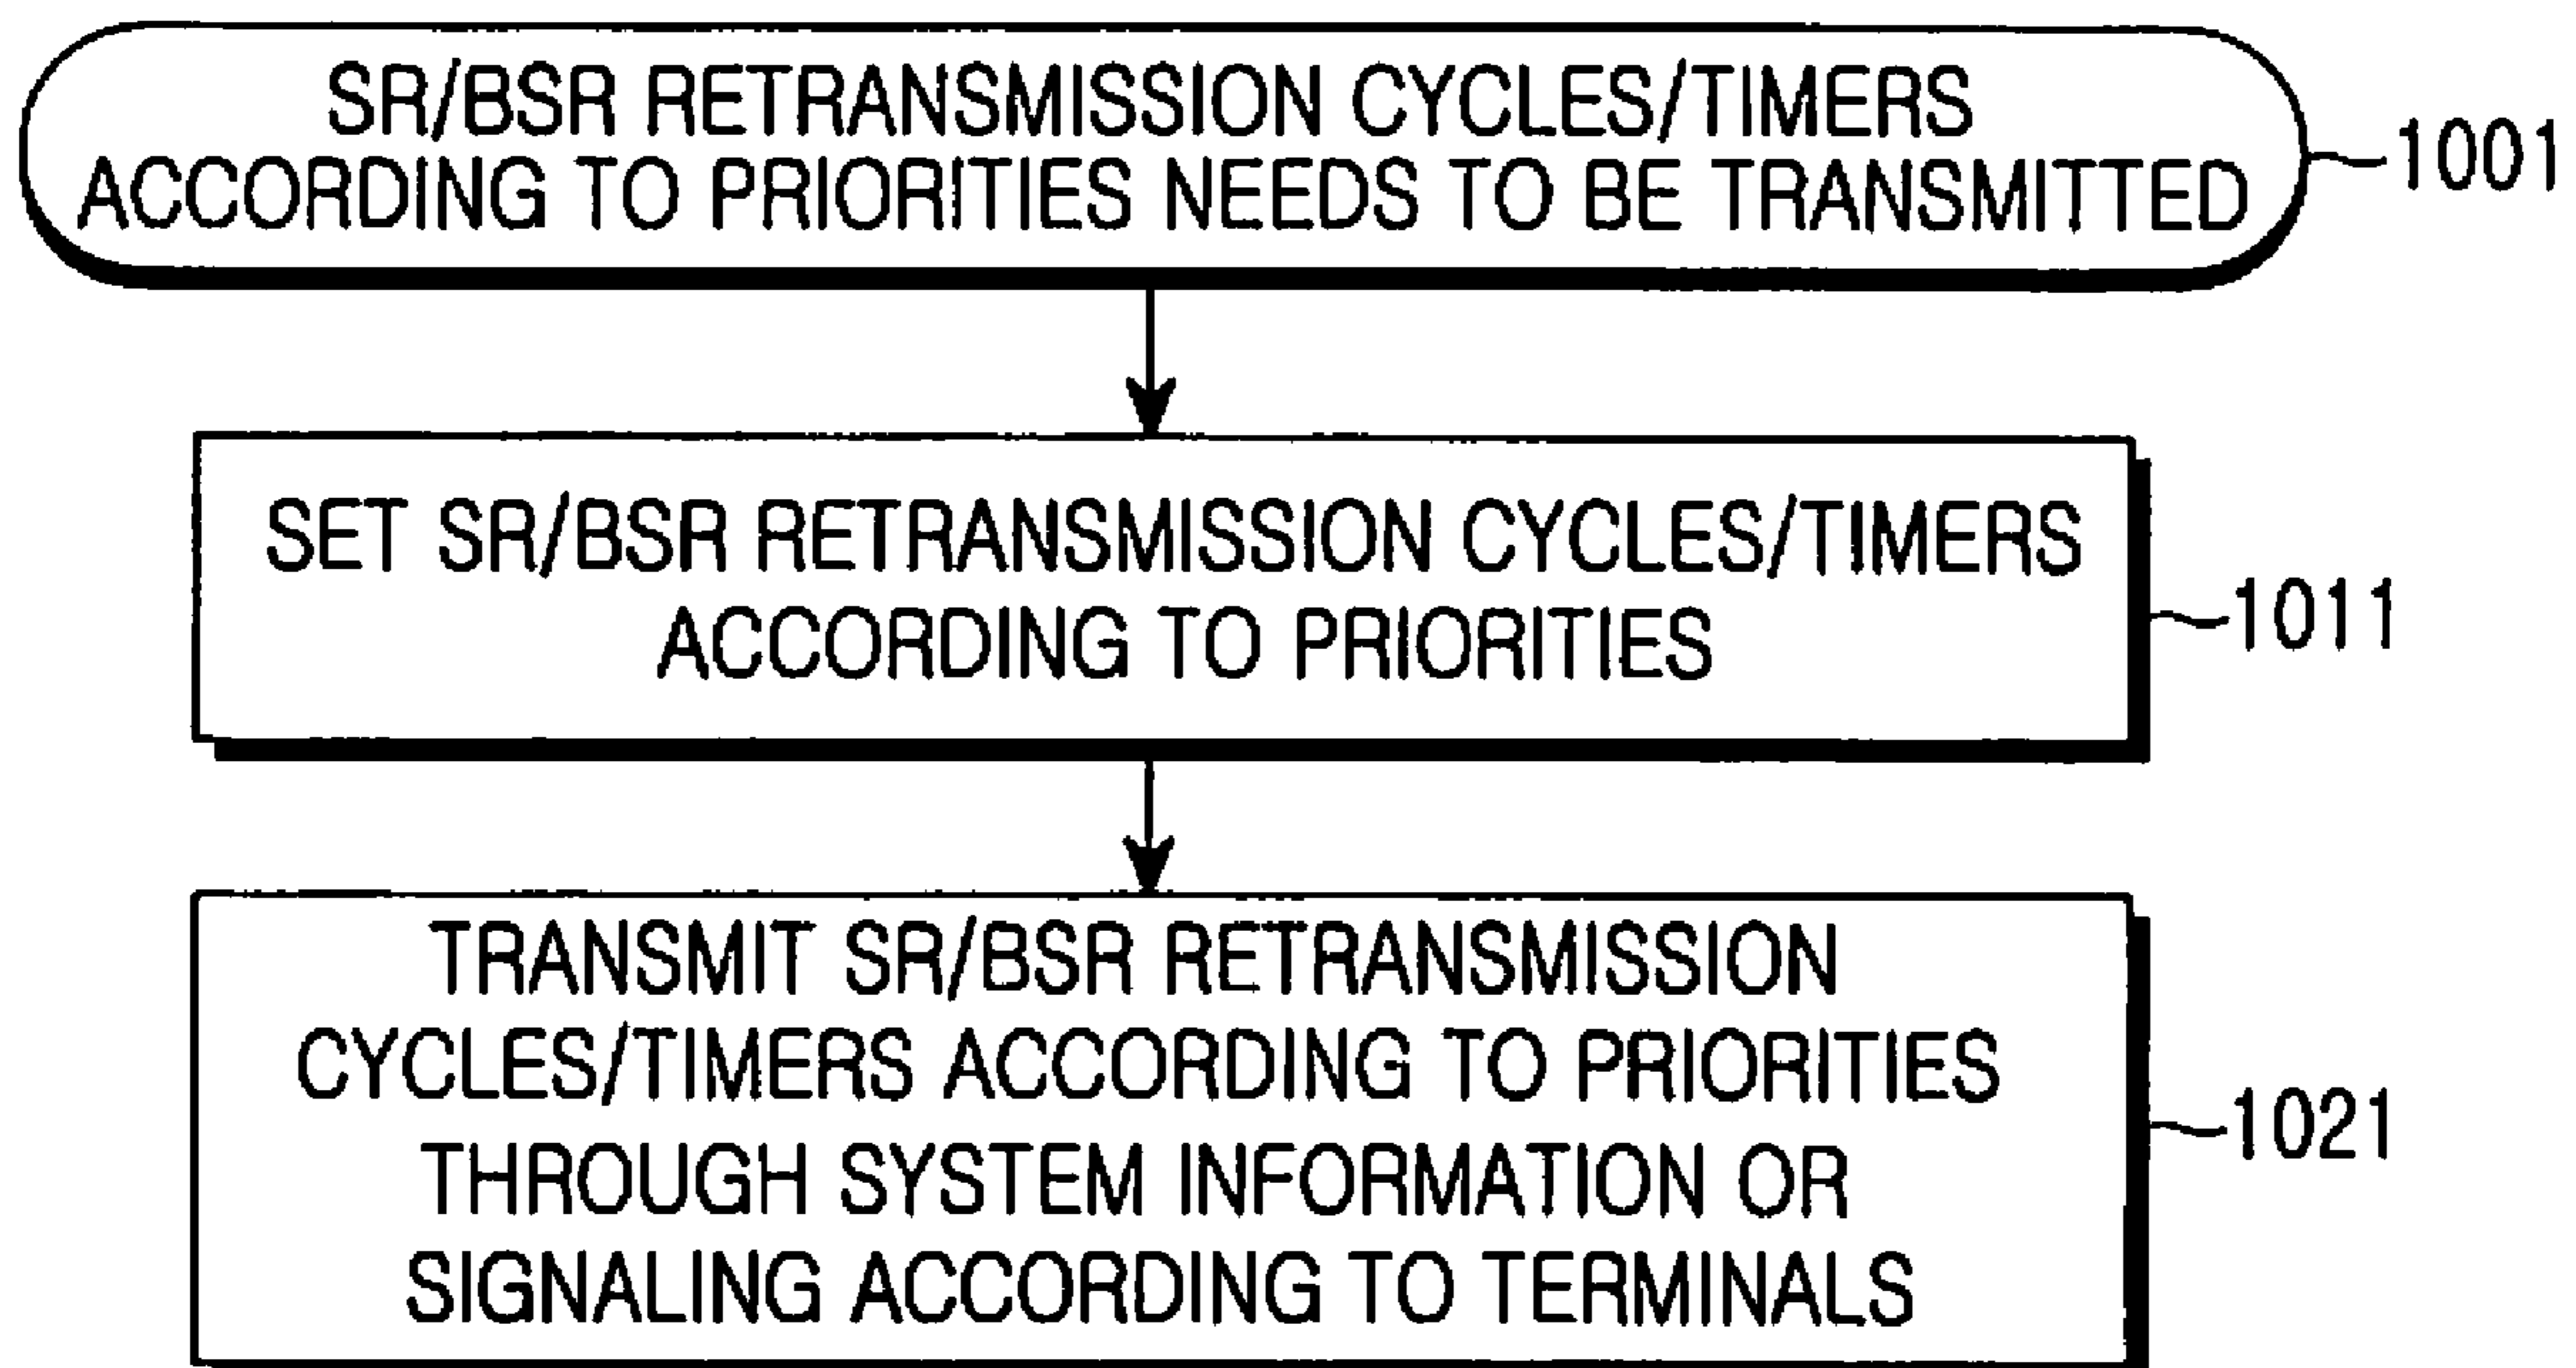 SR/BSR RETRANSMISSION CYCLES/TIMERS
ACCORDING TO PRIORITIES NEEDS TO BE TRANSMITTED
1001
SET SR/BSR RETRANSMISSION CYCLES/TIMERS
ACCORDING TO PRIORITIES
1011
TRANSMIT SR/BSR RETRANSMISSION
CYCLES/TIMERS ACCORDING TO PRIORITIES
THROUGH SYSTEM INFORMATION OR
SIGNALING ACCORDING TO TERMINALS
1021